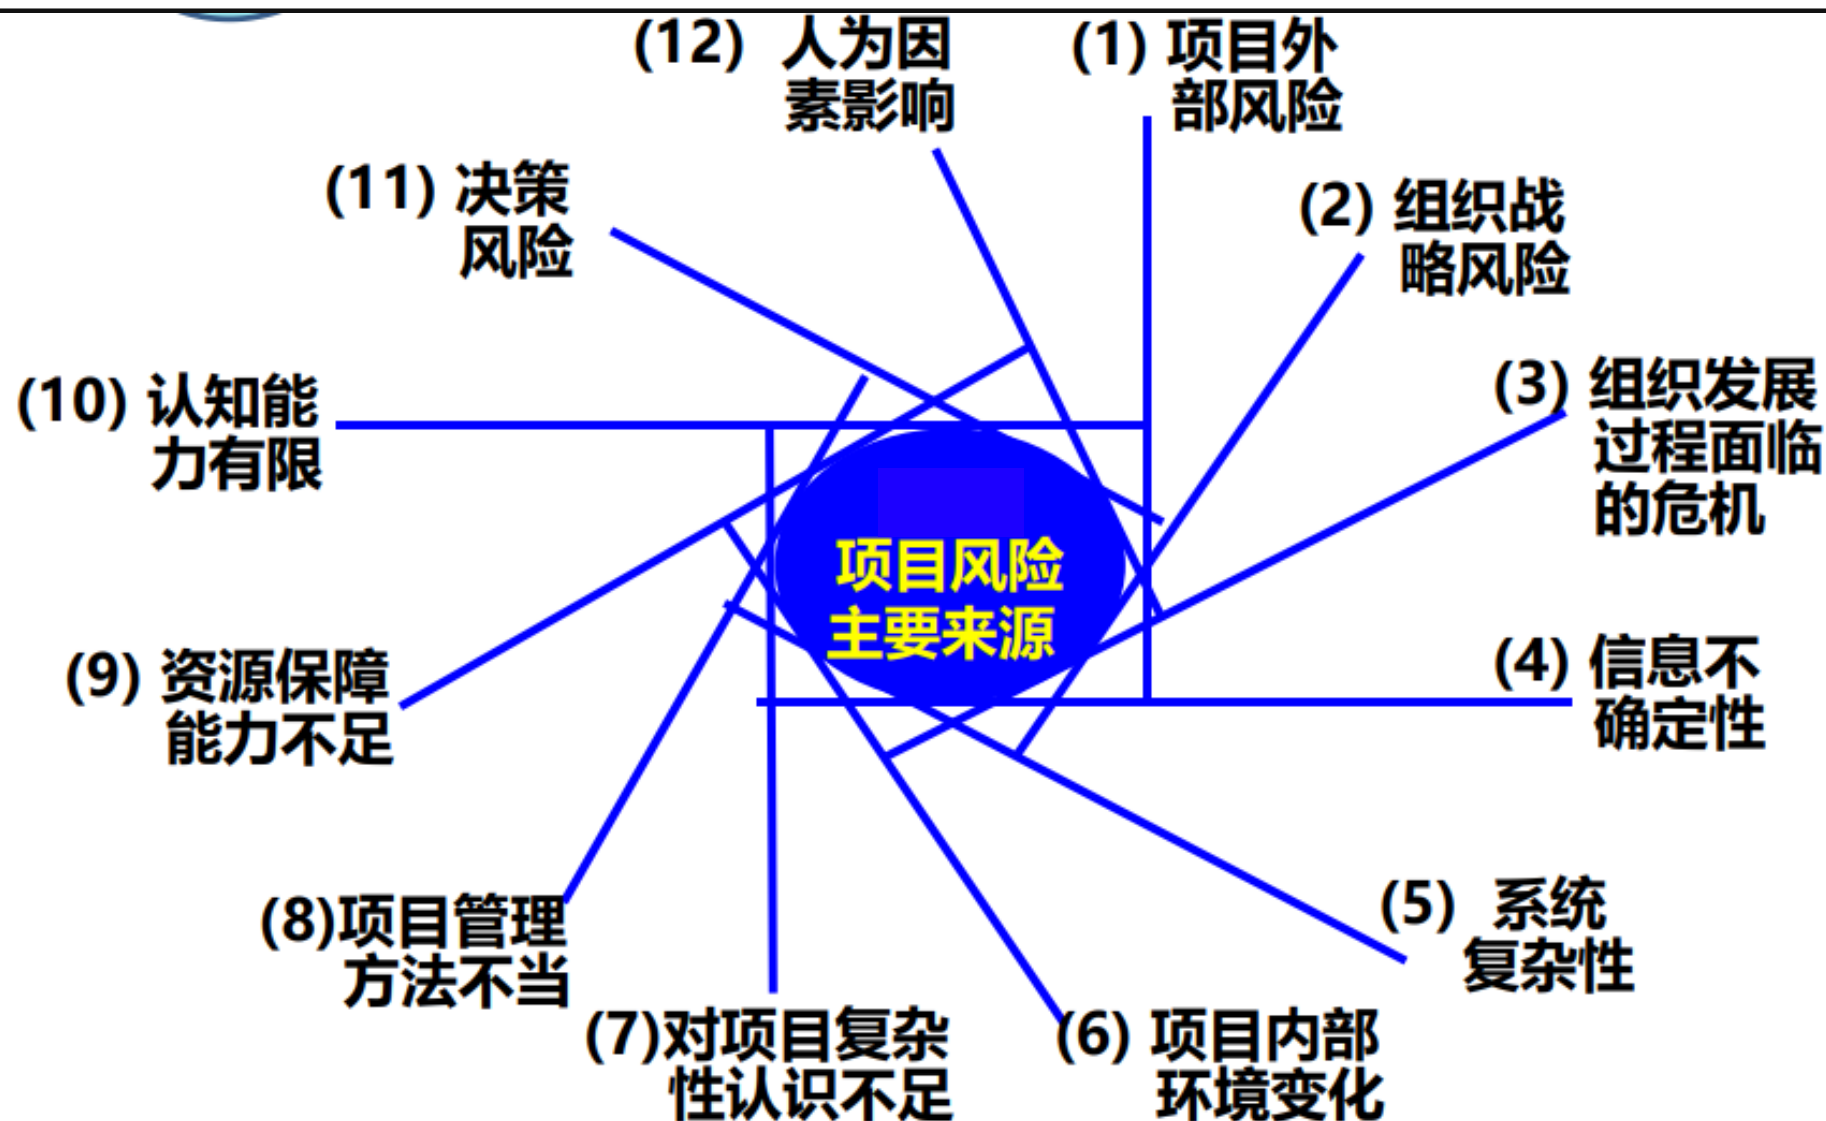 (1) 项目外
部风险
(2) 组织战
略风险
(3) 组织发展
过程面临
的危机
(4) 信息不
确定性
(5) 系统
复杂性
(6) 项目内部
环境变化
(7)对项目复杂
性认识不足
(8)项目管理
方法不当
(9) 资源保障
能力不足
(10) 认知能
力有限
(11) 决策
风险
(12) 人为因
素影响
项目风险
主要来源